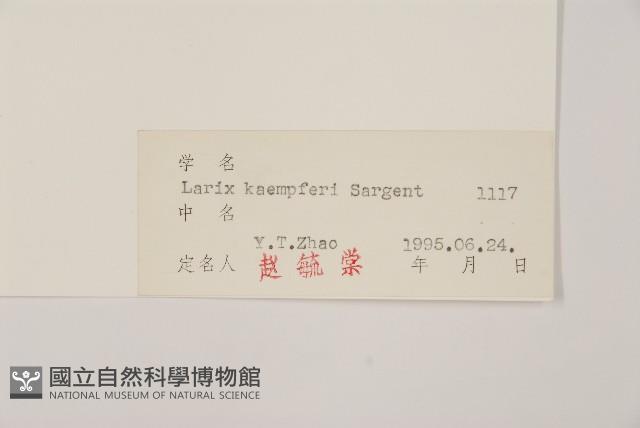 学 名
Larix kaempferi Sargent 1117
中 名
Y.T.Zhao 1995.06.24.
定名人 赵 毓 棠 年 月 日
國立自然科學博物館
NATIONAL MUSEUM OF NATURAL SCIENCE